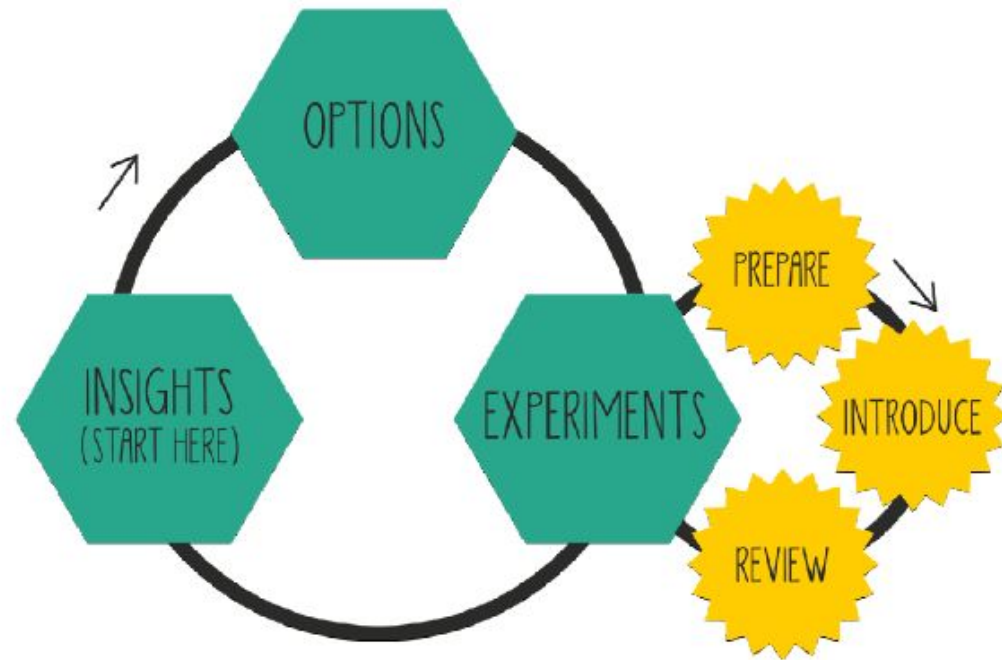 OPTIONS
PREPARE
INSIGHTS
(START HERE)
EXPERIMENTS
INTRODUCE
REVIEW